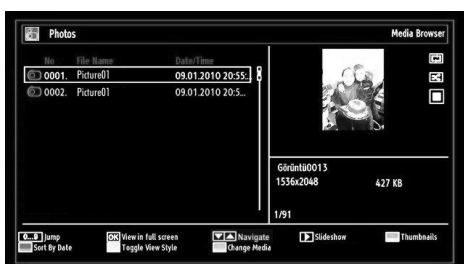 Photos
Media Browser
No File Name Date/Time
0001. Picture01 09.01.2010 20:55:..
0002. Picture01 09.01.2010 20:5...
Görüntü0013
1536x2048 427 KB
1/91
0...9 Jump OK View in full screen Navigate Slideshow Thumbnails
Sort By Date Toggle View Style Change Media